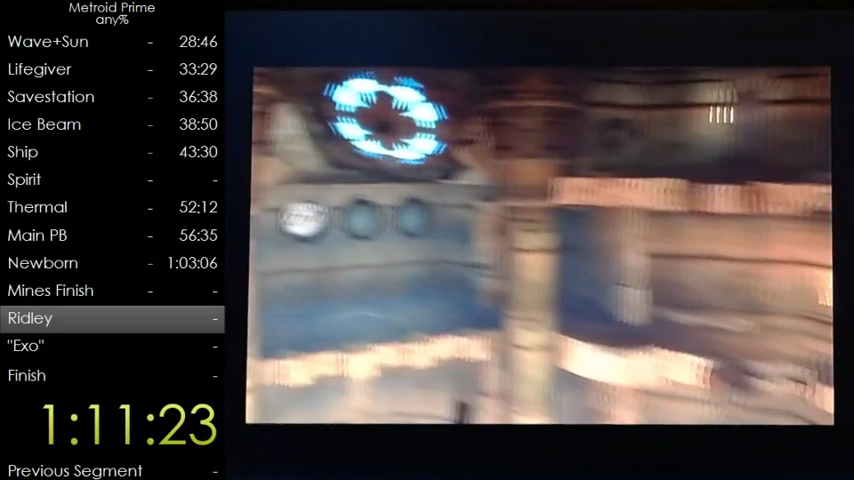 Metroid Prime
any%
Wave+Sun - 28:46
Lifegiver - 33:29
Savestation - 36:38
Ice Beam - 38:50
Ship - 43:30
Spirit - -
Thermal - 52:12
Main PB - 56:35
Newborn - 1:03:06
Mines Finish - -
Ridley -
"Exo" -
Finish -
1:11:23
Previous Segment -